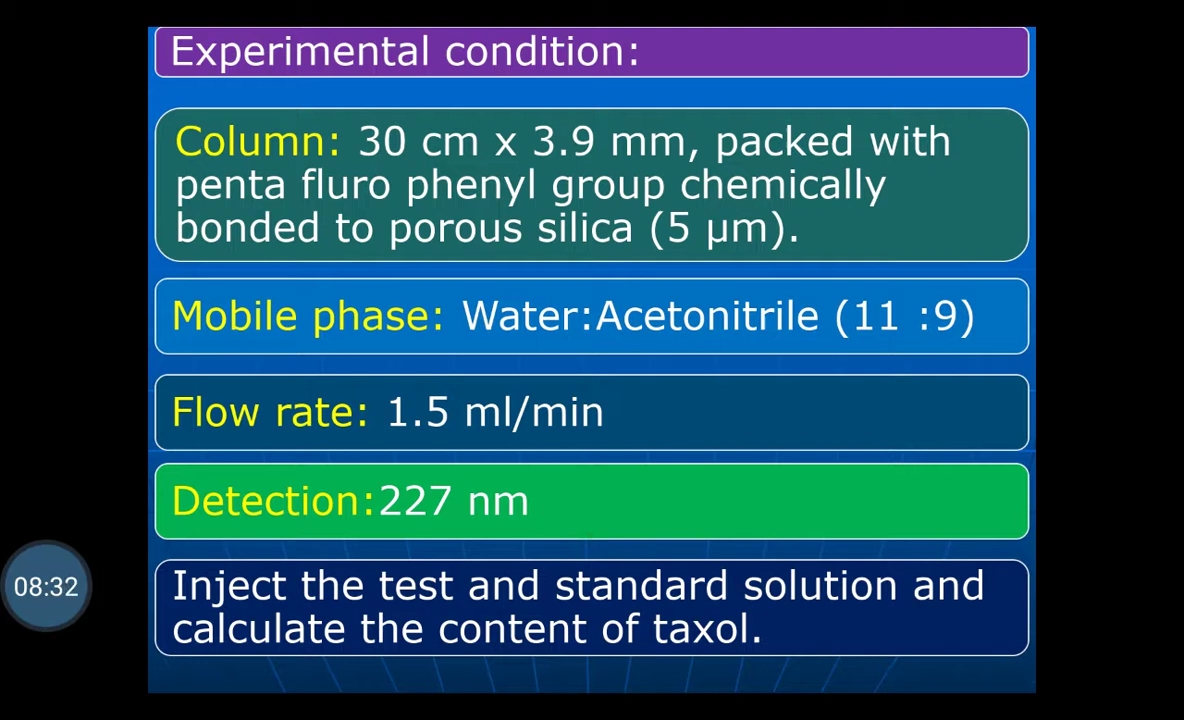 Experimental condition:
Column: 30 cm x 3.9 mm, packed with
penta fluro phenyl group chemically
bonded to porous silica (5 µm).
Mobile phase: Water:Acetonitrile (11 :9)
Flow rate: 1.5 ml/min
Detection:227 nm
08:32
Inject the test and standard solution and
calculate the content of taxol.